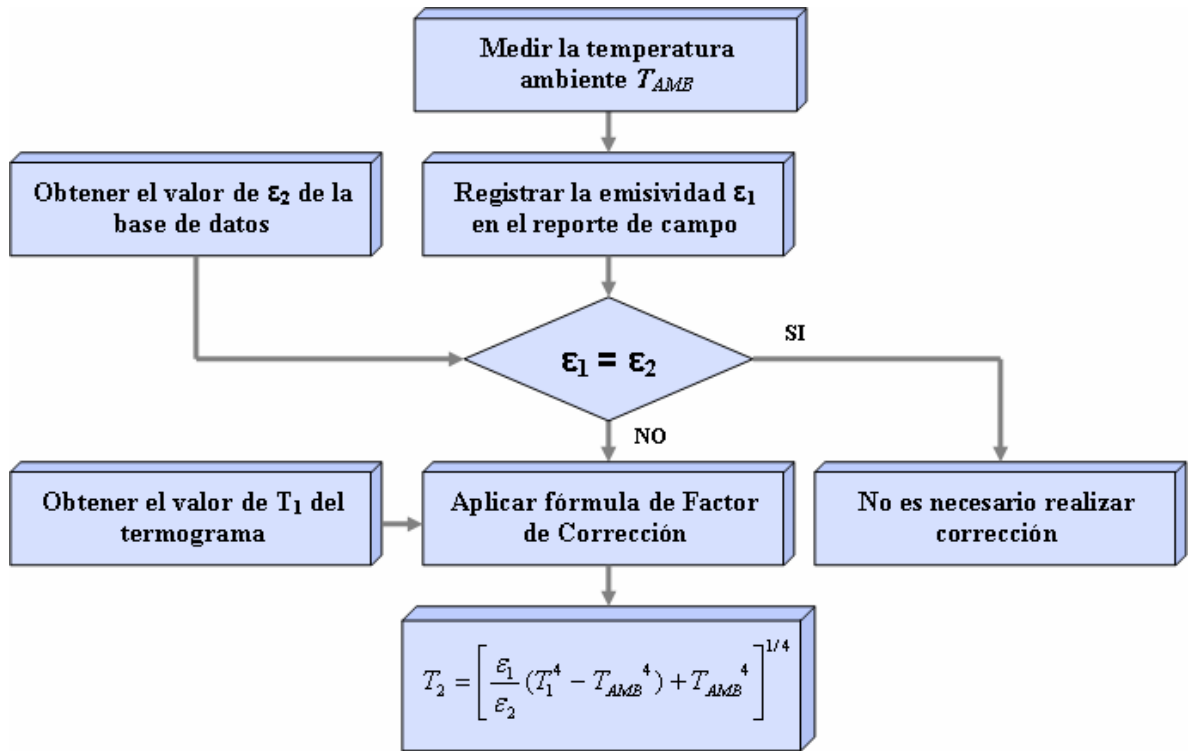 Medir la temperatura
ambiente T_AMB
Obtener el valor de ε₂ de la
base de datos
Registrar la emisividad ε₁
en el reporte de campo
ε₁ = ε₂
SI
NO
Obtener el valor de T₁ del
termograma
Aplicar fórmula de Factor
de Corrección
No es necesario realizar
corrección
T₂ = [ε₁/ε₂ (T₁⁴ − T_AMB⁴) + T_AMB⁴]^1/4